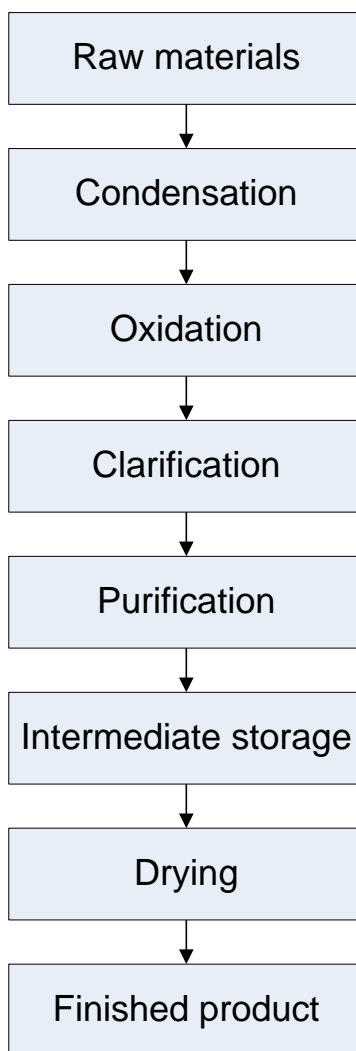 Raw materials
Condensation
Oxidation
Clarification
Purification
Intermediate storage
Drying
Finished product